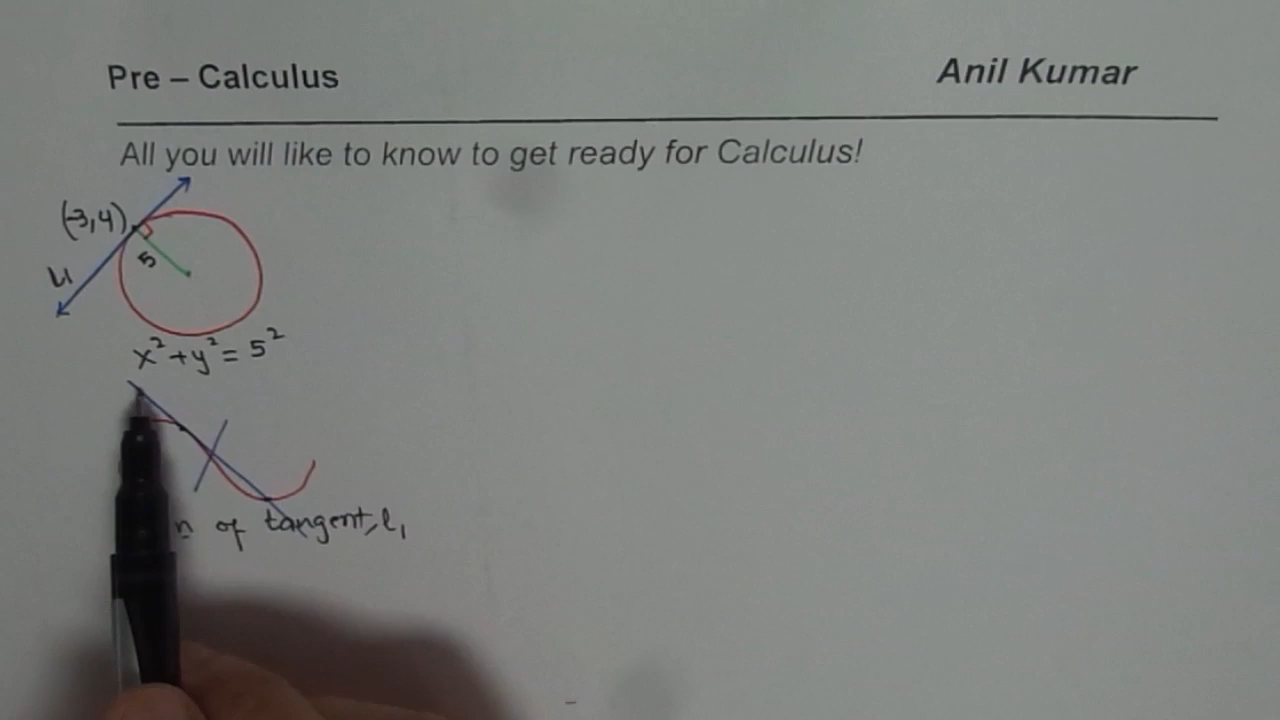 Pre – Calculus
Anil Kumar
All you will like to know to get ready for Calculus!
(-3,4)
5
x² + y² = 5²
n of tangent, l₁